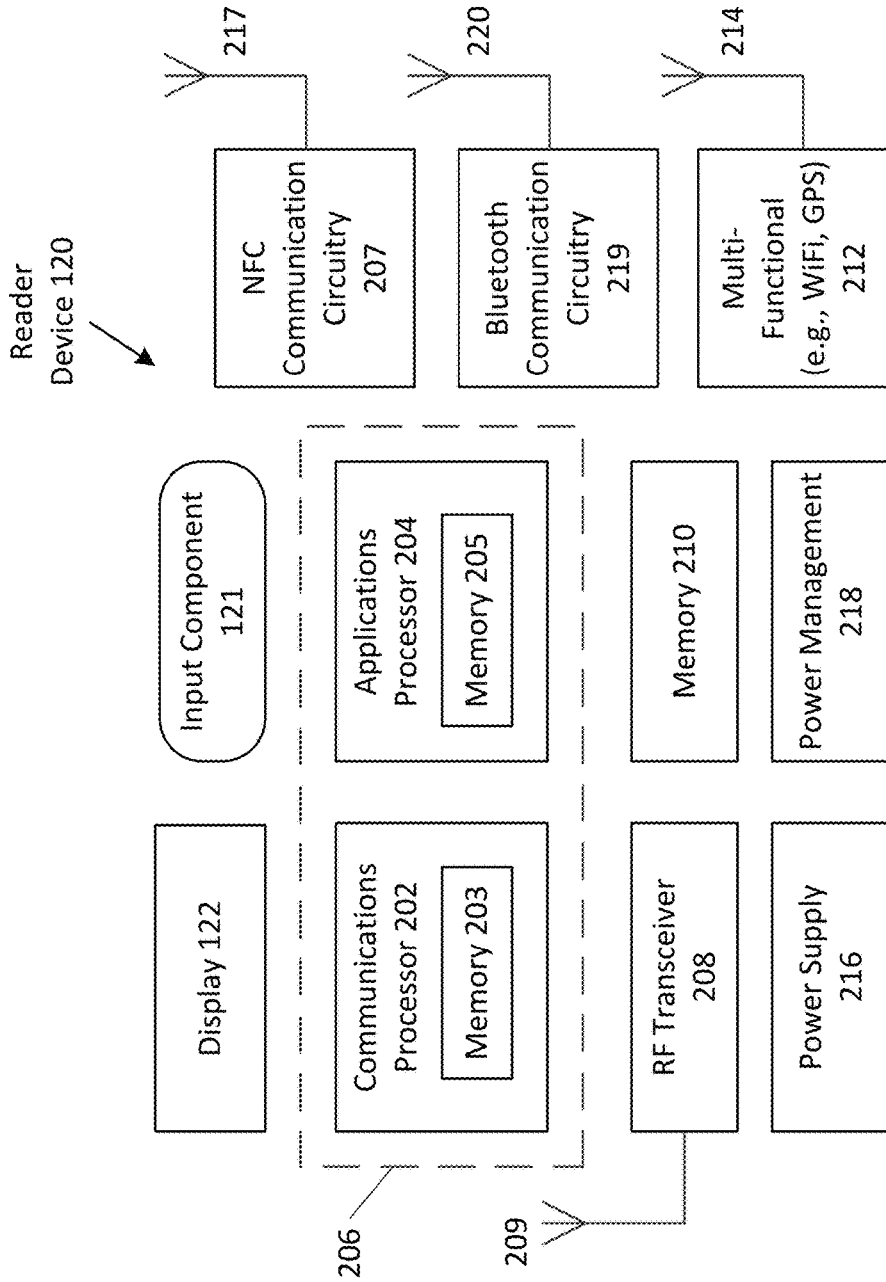 Reader
Device 120
Display 122
Input Component
121
NFC
Communication
Circuitry
207
217
206
Communications
Processor 202
Memory 203
Applications
Processor 204
Memory 205
Bluetooth
Communication
Circuitry
219
220
209
RF Transceiver
208
Memory 210
Multi-
Functional
(e.g., WiFi, GPS)
212
214
Power Supply
216
Power Management
218